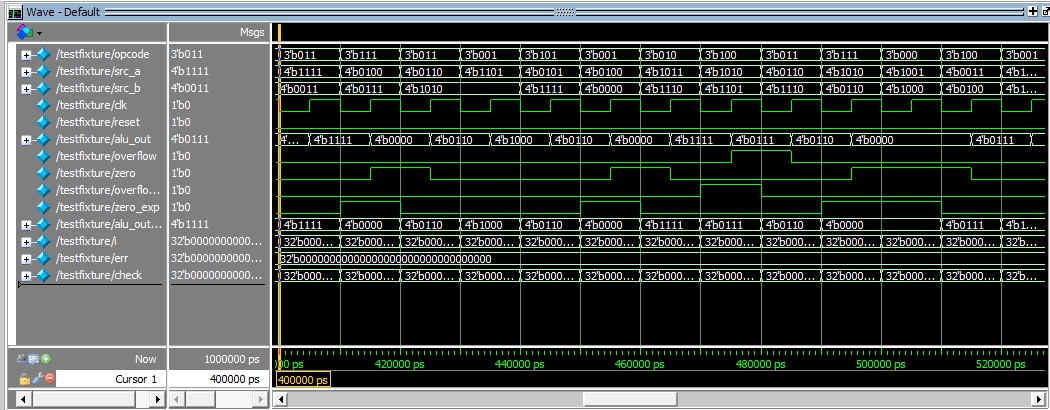 Wave - Default
Msgs
/testfixture/opcode 3'b011 3'b011 3'b111 3'b011 3'b001 3'b101 3'b001 3'b010 3'b100 3'b011 3'b111 3'b000 3'b100 3'b001
/testfixture/src_a 4'b1111 4'b1111 4'b0100 4'b0110 4'b1101 4'b0101 4'b0100 4'b1011 4'b1010 4'b0110 4'b1010 4'b1001 4'b0011 4'b1...
/testfixture/src_b 4'b0011 4'b0011 4'b0111 4'b1010 4'b1111 4'b0000 4'b1110 4'b1101 4'b1110 4'b0110 4'b1000 4'b0100 4'b1...
/testfixture/clk 1'b0
/testfixture/reset 1'b0
/testfixture/alu_out 4'b0111 4'... 4'b1111 4'b0000 4'b0110 4'b1000 4'b0110 4'b0000 4'b1111 4'b0111 4'b0110 4'b0000 4'b0111
/testfixture/overflow 1'b0
/testfixture/zero 1'b0
/testfixture/overflo... 1'b0
/testfixture/zero_exp 1'b0
/testfixture/alu_out... 4'b1111 4'b1111 4'b0000 4'b0110 4'b1000 4'b0110 4'b0000 4'b1111 4'b0111 4'b0110 4'b0000 4'b0111 4'b1...
/testfixture/i 32'b0000000000... 32'b000... 32'b000... 32'b000... 32'b000... 32'b000... 32'b000... 32'b000... 32'b000... 32'b000... 32'b000... 32'b000... 32'b000... 32'b...
/testfixture/err 32'b0000000000... 32'b00000000000000000000000000000000
/testfixture/check 32'b0000000000... 32'b000... 32'b000... 32'b000... 32'b000... 32'b000... 32'b000... 32'b000... 32'b000... 32'b000... 32'b000... 32'b000... 32'b000... 32'b...
Now 1000000 ps 420000 ps 440000 ps 460000 ps 480000 ps 500000 ps 520000 ps
Cursor 1 400000 ps 400000 ps